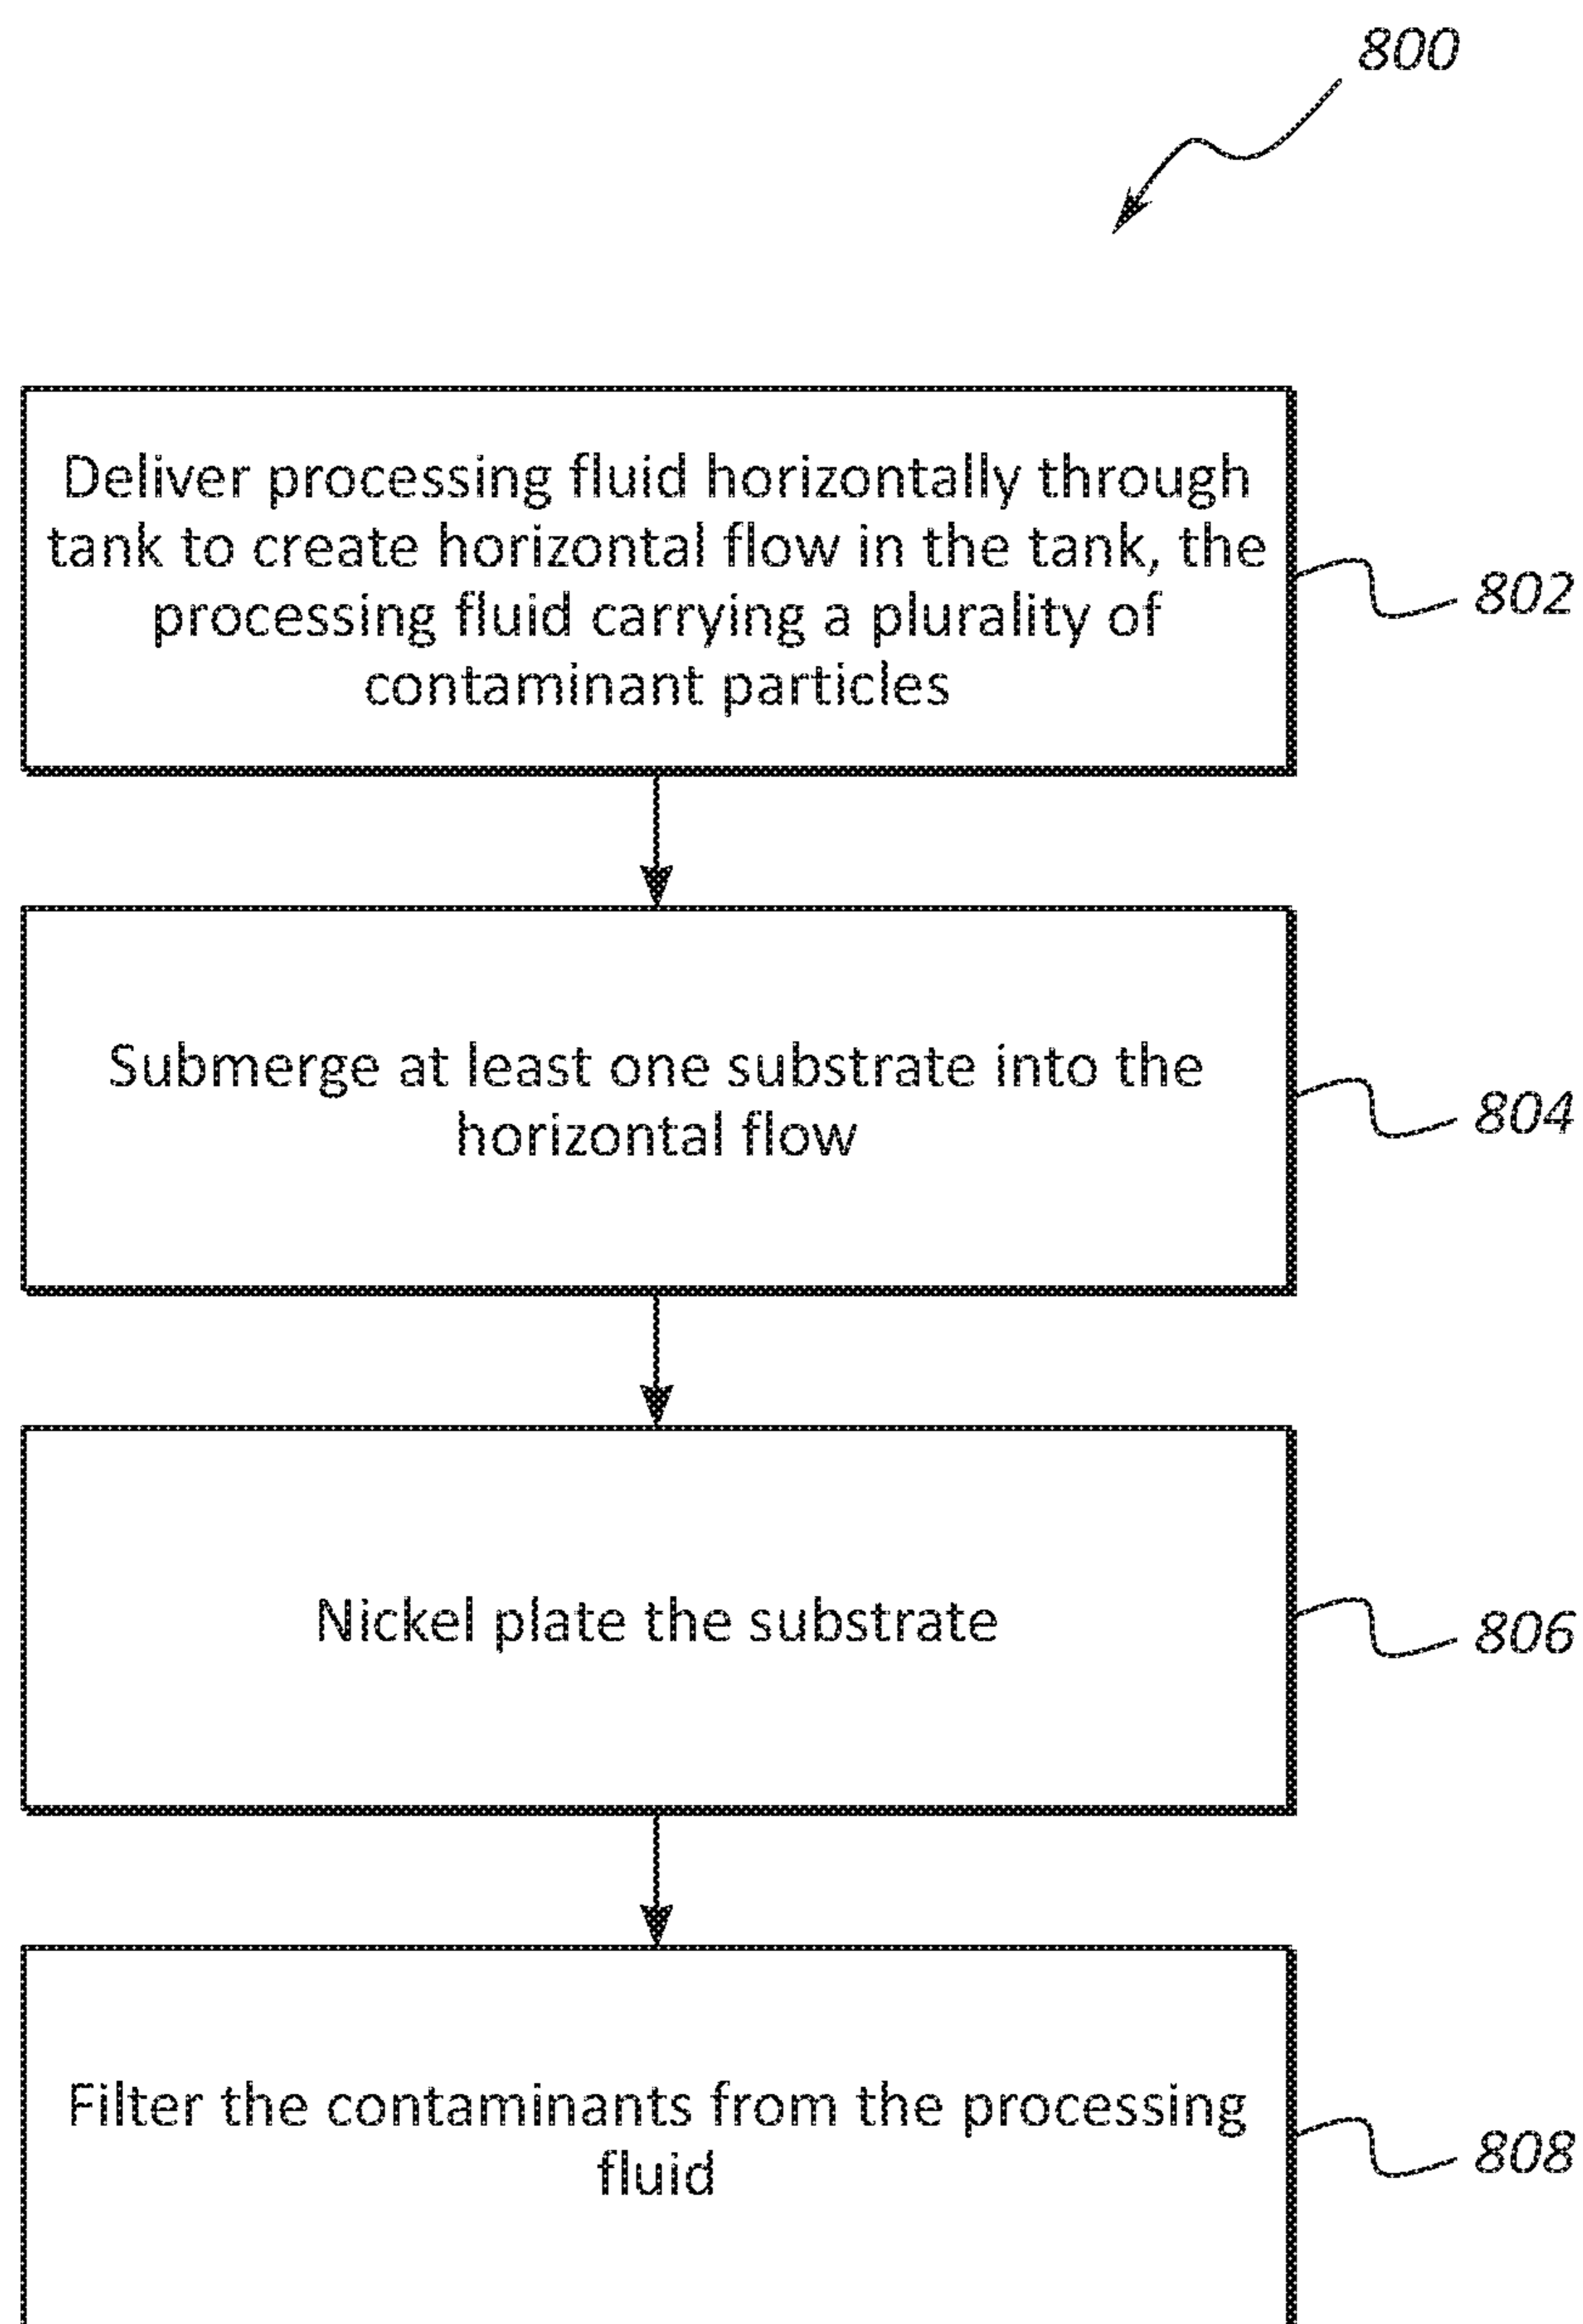 800
Deliver processing fluid horizontally through
tank to create horizontal flow in the tank, the
processing fluid carrying a plurality of
contaminant particles
802
Submerge at least one substrate into the
horizontal flow
804
Nickel plate the substrate
806
Filter the contaminants from the processing
fluid
808